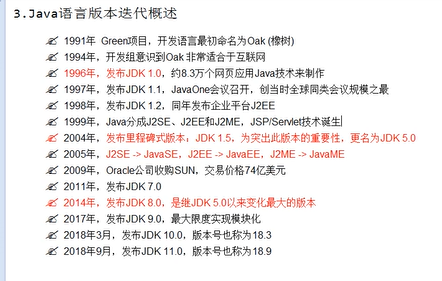 3.Java语言版本迭代概述
1991年 Green项目，开发语言最初命名为Oak (橡树)
1994年，开发组意识到Oak 非常适合于互联网
1996年，发布JDK 1.0，约8.3万个网页应用Java技术来制作
1997年，发布JDK 1.1，JavaOne会议召开，创当时全球同类会议规模之最
1998年，发布JDK 1.2，同年发布企业平台J2EE
1999年，Java分成J2SE、J2EE和J2ME，JSP/Servlet技术诞生
2004年，发布里程碑式版本：JDK 1.5，为突出此版本的重要性，更名为JDK 5.0
2005年，J2SE -> JavaSE，J2EE -> JavaEE，J2ME -> JavaME
2009年，Oracle公司收购SUN，交易价格74亿美元
2011年，发布JDK 7.0
2014年，发布JDK 8.0，是继JDK 5.0以来变化最大的版本
2017年，发布JDK 9.0，最大限度实现模块化
2018年3月，发布JDK 10.0，版本号也称为18.3
2018年9月，发布JDK 11.0，版本号也称为18.9